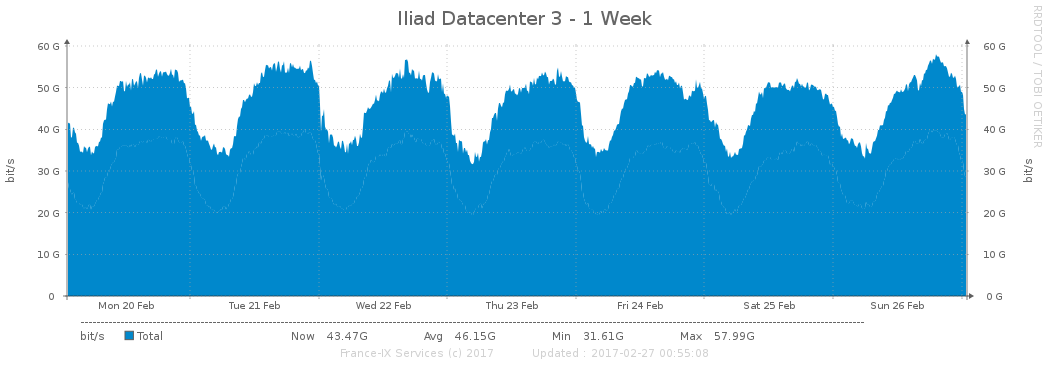 Iliad Datacenter 3 - 1 Week
RRDTOOL / TOBI OETIKER
60 G 60 G
50 G 50 G
40 G 40 G
30 G 30 G
20 G 20 G
10 G 10 G
0 0 G
bit/s bit/s
Mon 20 Feb Tue 21 Feb Wed 22 Feb Thu 23 Feb Fri 24 Feb Sat 25 Feb Sun 26 Feb
bit/s Total Now 43.47G Avg 46.15G Min 31.61G Max 57.99G
France-IX Services (c) 2017 Updated : 2017-02-27 00:55:08